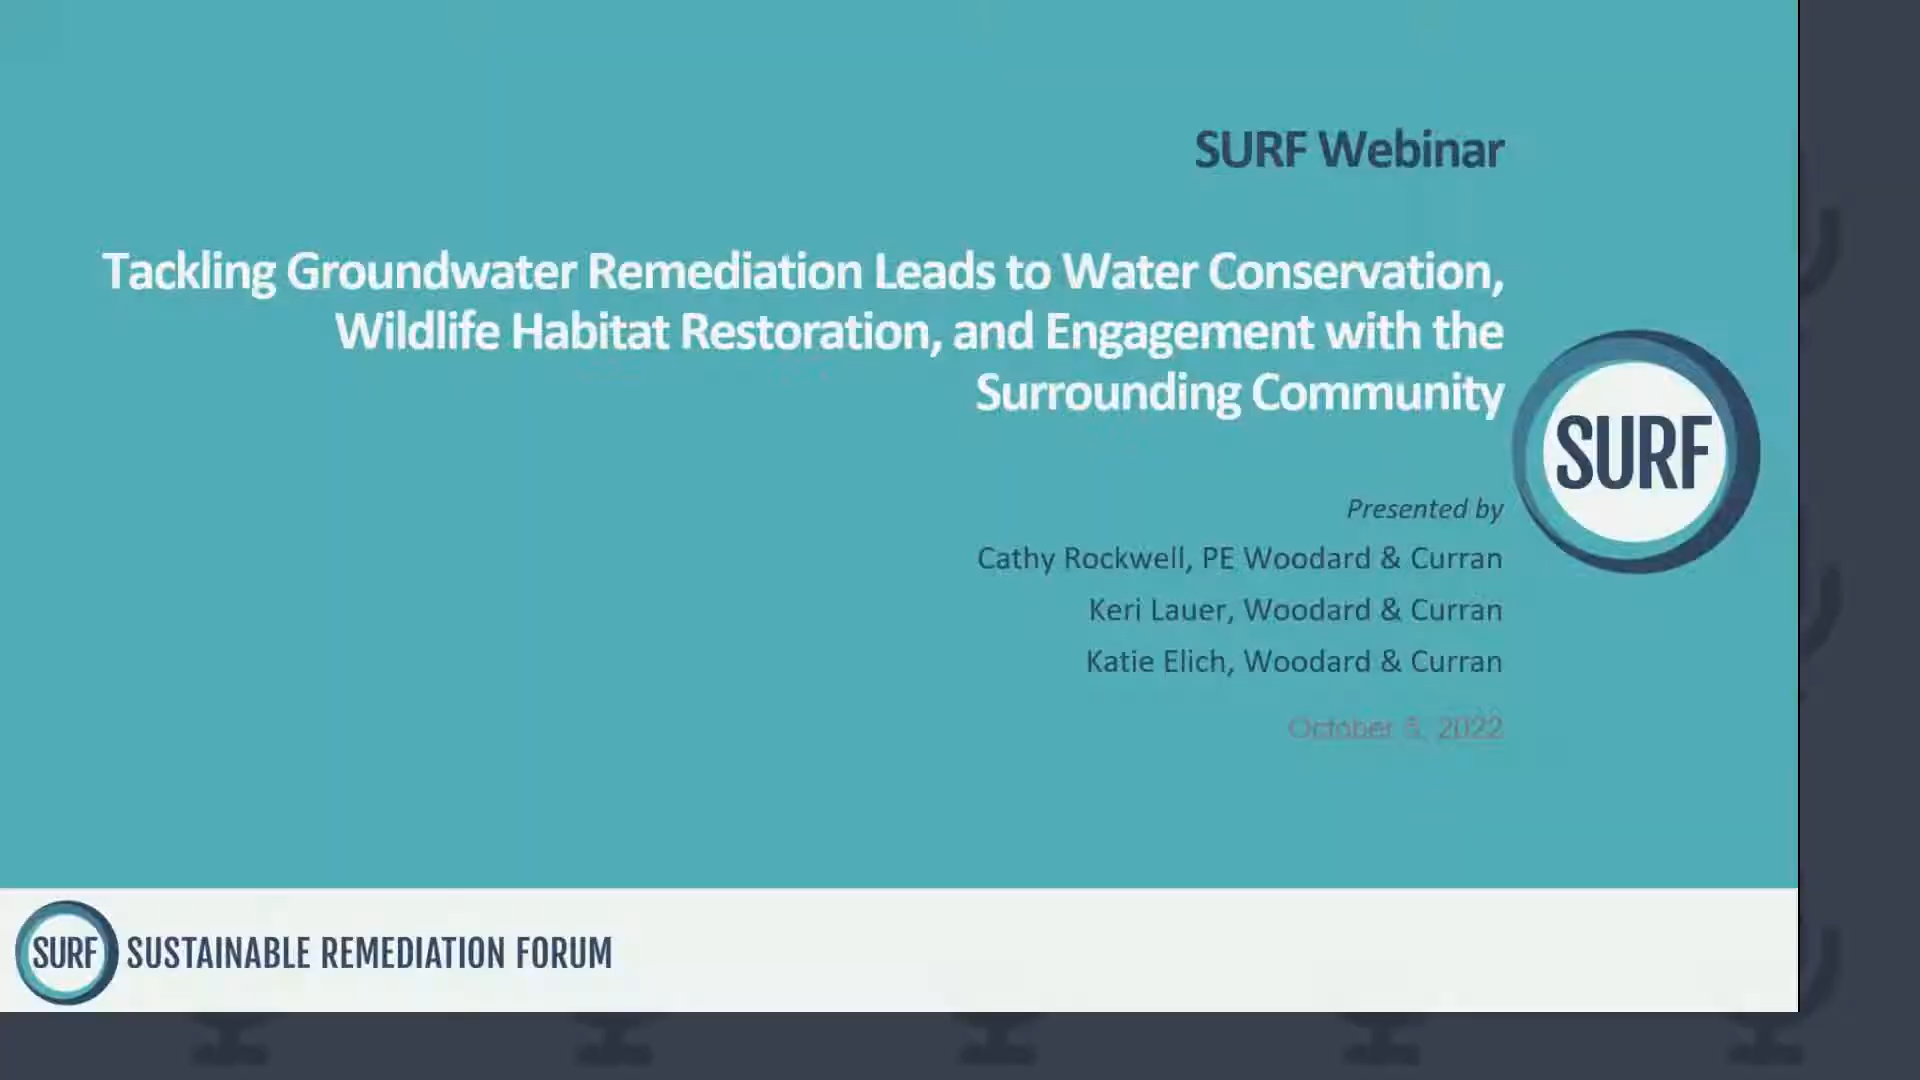 SURF Webinar
Tackling Groundwater Remediation Leads to Water Conservation,
Wildlife Habitat Restoration, and Engagement with the
Surrounding Community
SURF
Presented by
Cathy Rockwell, PE Woodard & Curran
Keri Lauer, Woodard & Curran
Katie Elich, Woodard & Curran
October 5, 2022
SURF SUSTAINABLE REMEDIATION FORUM